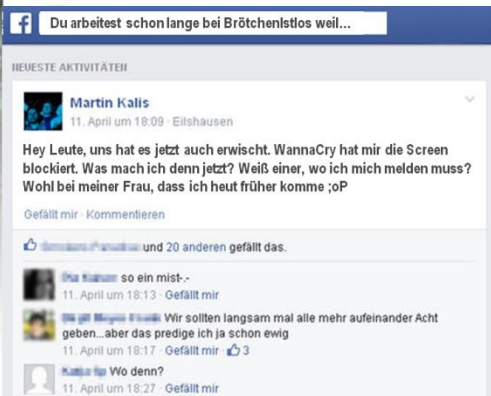 f Du arbeitest schon lange bei BrötchenIstlos weil...
NEUESTE AKTIVITÄTEN
Martin Kalis
11. April um 18:09 · Eilshausen
Hey Leute, uns hat es jetzt auch erwischt. WannaCry hat mir die Screen
blockiert. Was mach ich denn jetzt? Weiß einer, wo ich mich melden muss?
Wohl bei meiner Frau, dass ich heut früher komme ;oP
Gefällt mir · Kommentieren
und 20 anderen gefällt das.
so ein mist-.-
11. April um 18:13 · Gefällt mir
Wir sollten langsam mal alle mehr aufeinander Acht
geben...aber das predige ich ja schon ewig
11. April um 18:17 · Gefällt mir · 3
Wo denn?
11. April um 18:27 · Gefällt mir